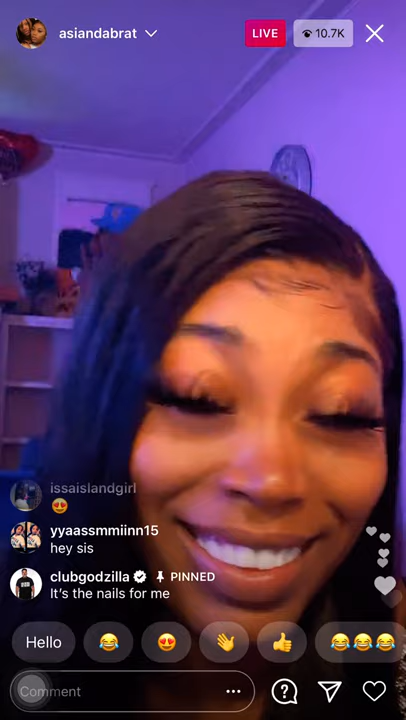 asiandabrat
LIVE
10.7K
issaislandgirl
😍
yyaassmmiinn15
hey sis
clubgodzilla PINNED
It's the nails for me
Hello 😂 😍 👋 👍 😂😂😂
Comment